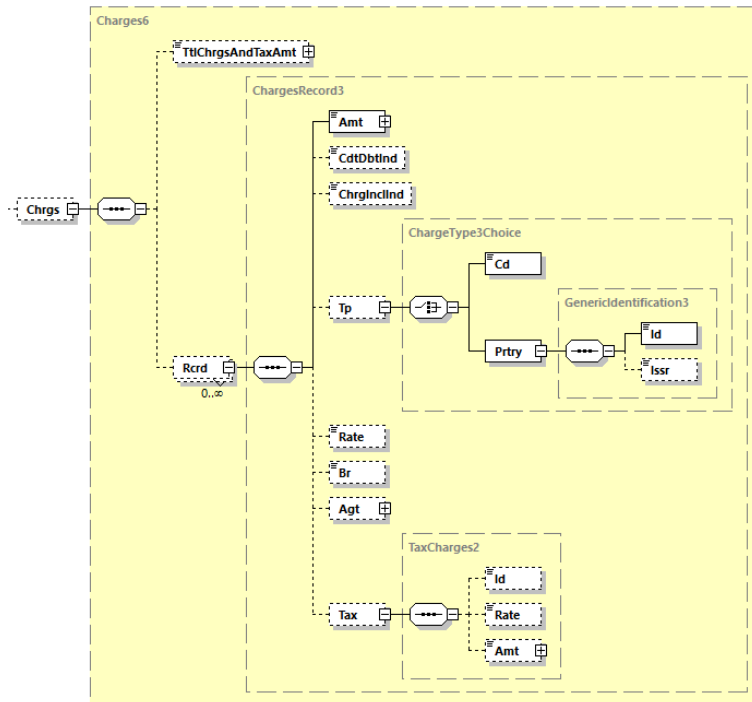 Charges6
TtlChrgsAndTaxAmt
ChargesRecord3
Amt
CdtDbtInd
ChrgInclInd
Chrgs
ChargeType3Choice
Cd
GenericIdentification3
Tp
Id
Prtry
Issr
Rcrd
0..∞
Rate
Br
Agt
TaxCharges2
Id
Tax
Rate
Amt